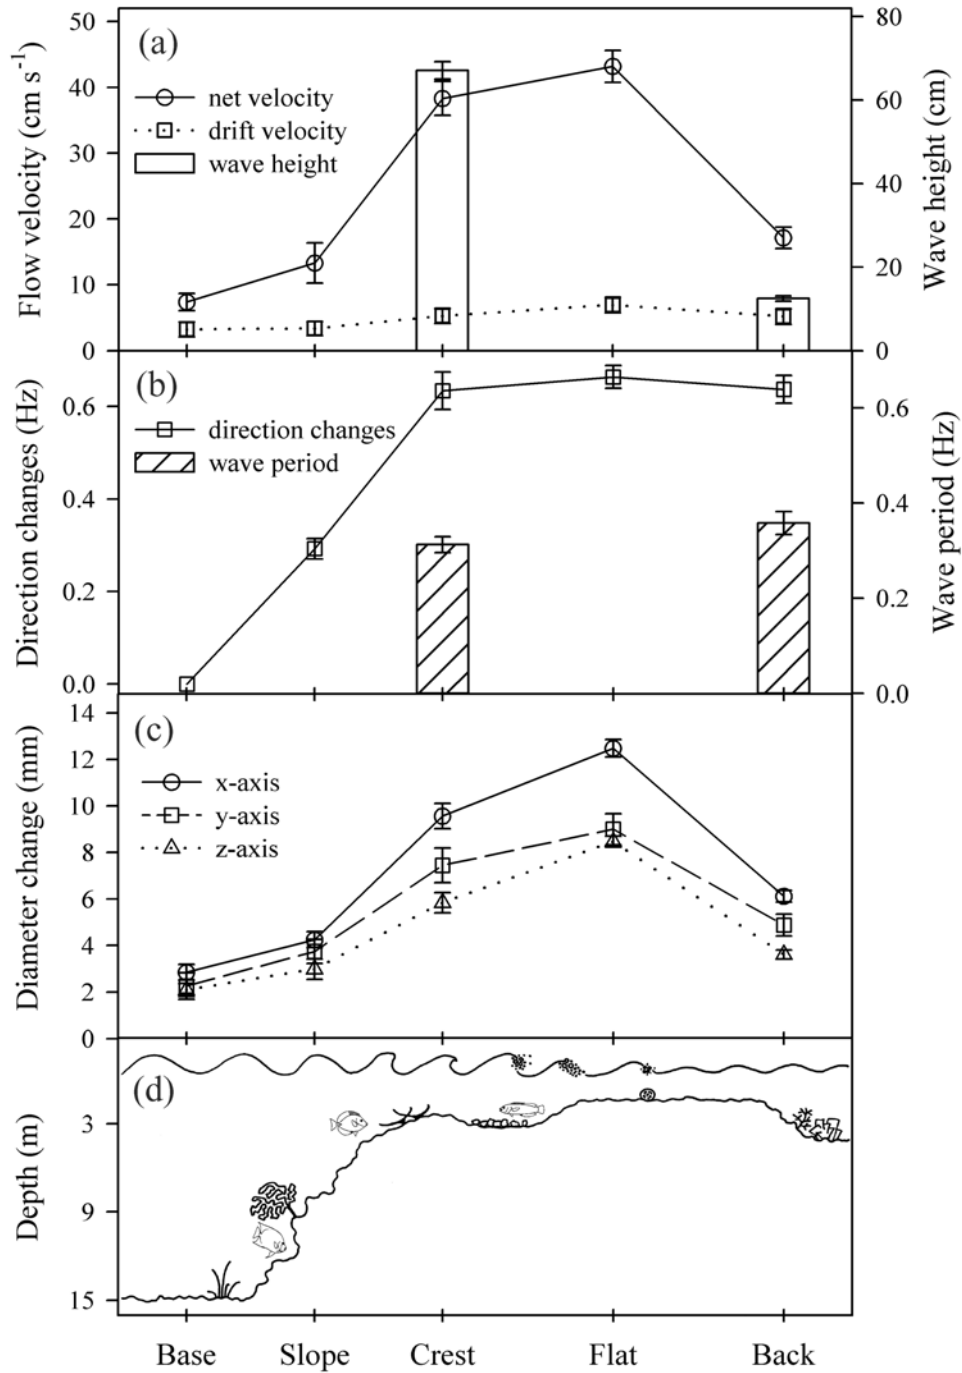 (a)
50
40
30
20
10
0
Flow velocity (cm s-1)
net velocity
drift velocity
wave height
80
60
40
20
0
Wave height (cm)
(b)
0.6
0.4
0.2
0.0
Direction changes (Hz)
direction changes
wave period
0.6
0.4
0.2
0.0
Wave period (Hz)
(c)
14
12
10
8
6
4
2
0
Diameter change (mm)
x-axis
y-axis
z-axis
(d)
3
9
15
Depth (m)
Base Slope Crest Flat Back